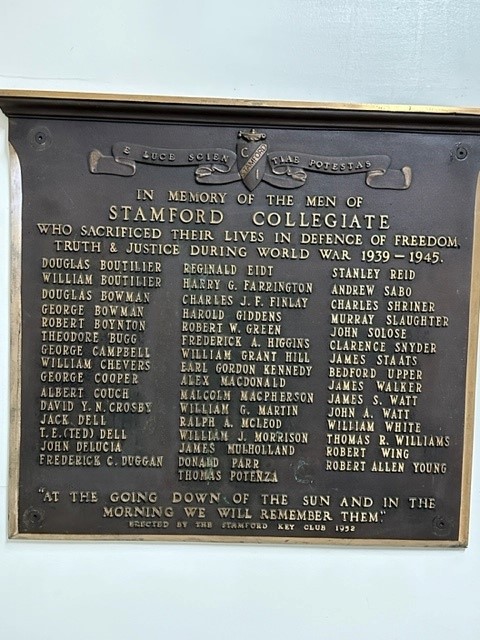 E LUCE SCIEN TIAE POTESTAS
C
STAMFORD
I
IN MEMORY OF THE MEN OF
STAMFORD COLLEGIATE
WHO SACRIFICED THEIR LIVES IN DEFENCE OF FREEDOM,
TRUTH & JUSTICE DURING WORLD WAR 1939-1945.
DOUGLAS BOUTILIER
WILLIAM BOUTILIER
DOUGLAS BOWMAN
GEORGE BOWMAN
ROBERT BOYNTON
THEODORE BUGG
GEORGE CAMPBELL
WILLIAM CHEVERS
GEORGE COOPER
ALBERT COUCH
DAVID Y. N. CROSBY
JACK DELL
T. E. (TED) DELL
JOHN DELUCIA
FREDERICK C. DUGGAN
REGINALD EIDT
HARRY G. FARRINGTON
CHARLES J. F. FINLAY
HAROLD GIDDENS
ROBERT W. GREEN
FREDERICK A. HIGGINS
WILLIAM GRANT HILL
EARL GORDON KENNEDY
ALEX MACDONALD
MALCOLM MACPHERSON
WILLIAM G. MARTIN
RALPH A. MCLEOD
WILLIAM J. MORRISON
JAMES MULHOLLAND
DONALD PARR
THOMAS POTENZA
STANLEY REID
ANDREW SABO
CHARLES SHRINER
MURRAY SLAUGHTER
JOHN SOLOSE
CLARENCE SNYDER
JAMES STAATS
BEDFORD UPPER
JAMES WALKER
JAMES S. WATT
JOHN A. WATT
WILLIAM WHITE
THOMAS R. WILLIAMS
ROBERT WING
ROBERT ALLEN YOUNG
"AT THE GOING DOWN OF THE SUN AND IN THE
MORNING WE WILL REMEMBER THEM."
ERECTED BY THE STAMFORD KEY CLUB 1952